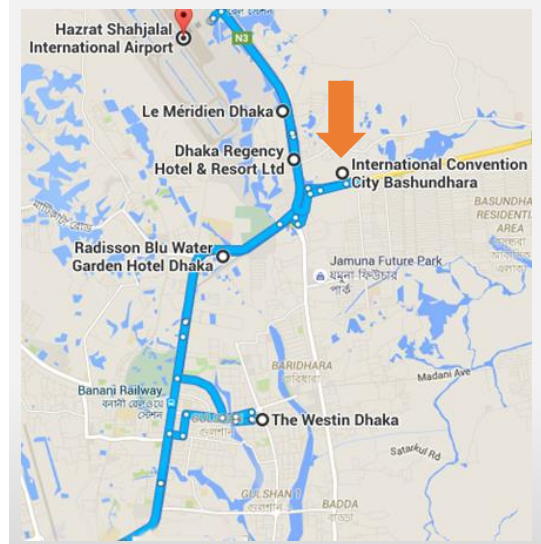 Hazrat Shahjalal
International Airport
N3
Le Méridien Dhaka
Dhaka Regency
Hotel & Resort Ltd
International Convention
City Bashundhara
BASUNDHA
RESIDENTI
AREA
Radisson Blu Water
Garden Hotel Dhaka
Jamuna Future Park
যমুনা ফিউচার
পার্ক
BARIDHARA
বারিধারা
Madani Ave
Banani Railway
বনানী রেলওয়ে
স্টেশন
গুলশান
The Westin Dhaka
Satarkul Rd
GULSHAN 1
BADDA
বাড্ডা